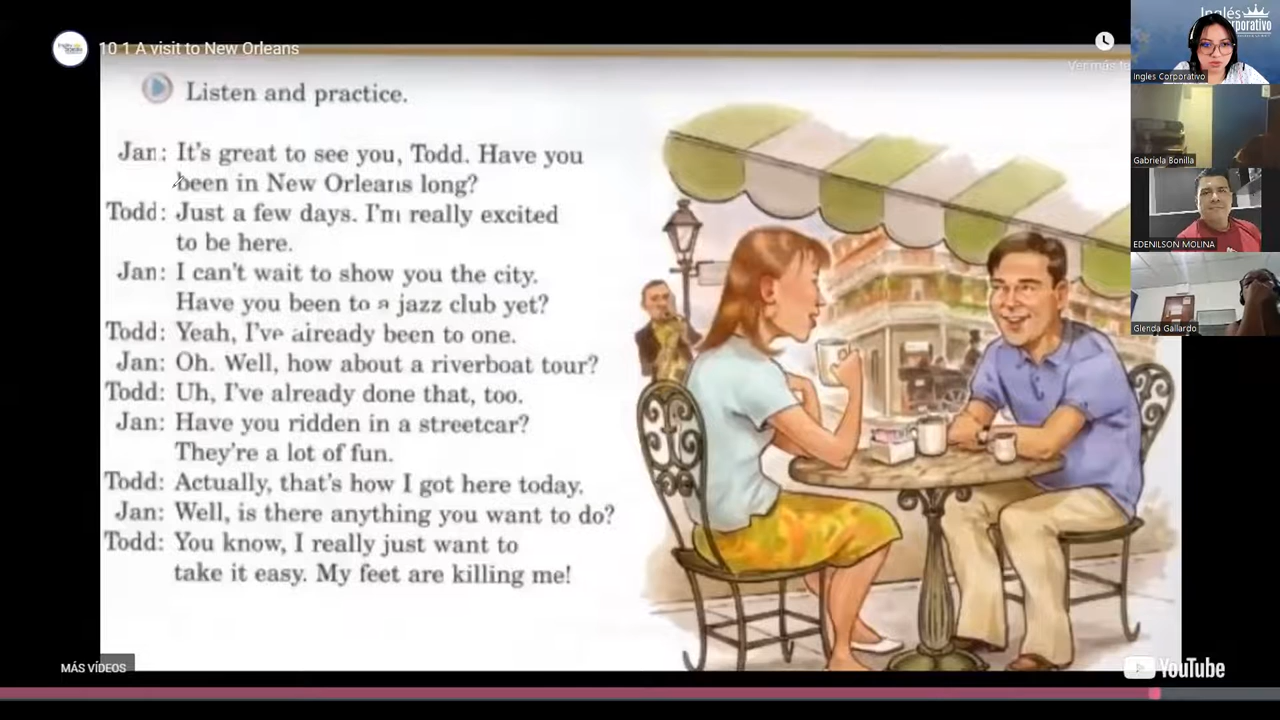 10 1 A visit to New Orleans
Ver más t
Listen and practice.
Jan: It's great to see you, Todd. Have you
been in New Orleans long?
Todd: Just a few days. I'm really excited
to be here.
Jan: I can't wait to show you the city.
Have you been to a jazz club yet?
Todd: Yeah, I've already been to one.
Jan: Oh. Well, how about a riverboat tour?
Todd: Uh, I've already done that, too.
Jan: Have you ridden in a streetcar?
They're a lot of fun.
Todd: Actually, that's how I got here today.
Jan: Well, is there anything you want to do?
Todd: You know, I really just want to
take it easy. My feet are killing me!
MÁS VÍDEOS
YouTube
Inglés
Corporativo
Ingles Corporativo
Gabriela Bonilla
EDENILSON MOLINA
Glenda Gallardo